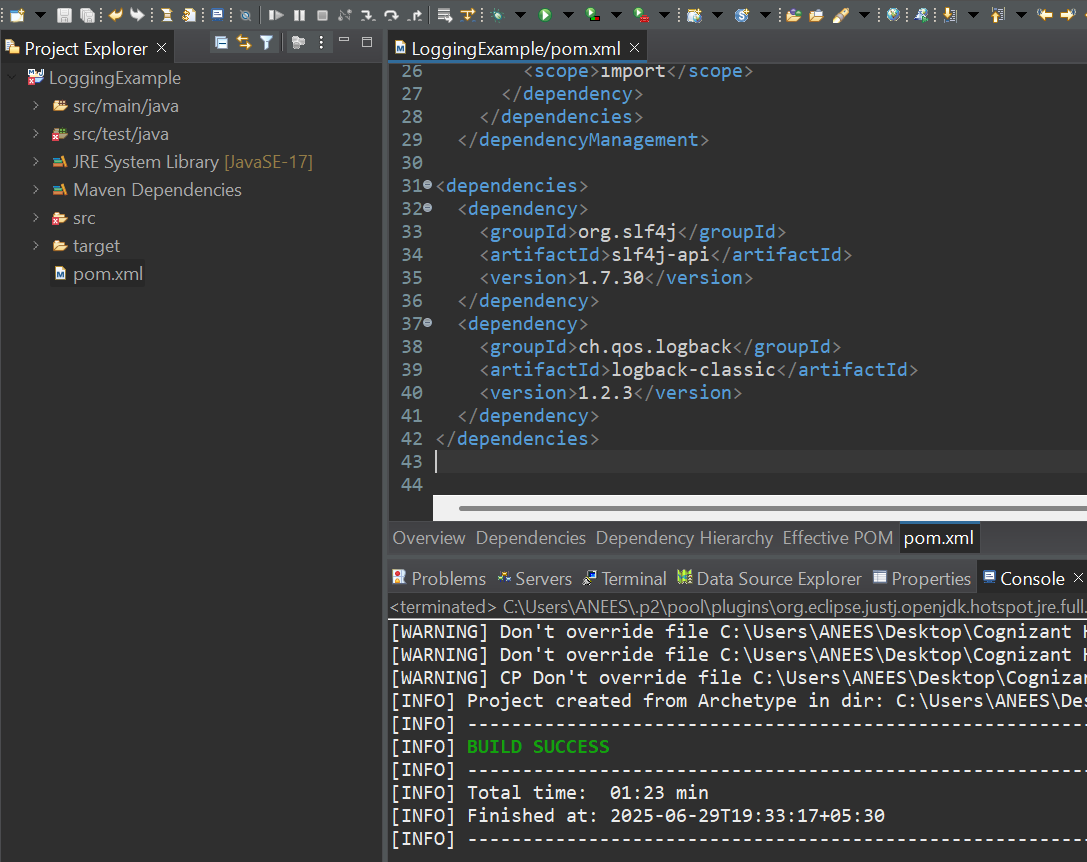 Project Explorer
LoggingExample
src/main/java
src/test/java
JRE System Library [JavaSE-17]
Maven Dependencies
src
target
pom.xml
LoggingExample/pom.xml
26 <scope>import</scope>
27 </dependency>
28 </dependencies>
29 </dependencyManagement>
30
31 <dependencies>
32 <dependency>
33 <groupId>org.slf4j</groupId>
34 <artifactId>slf4j-api</artifactId>
35 <version>1.7.30</version>
36 </dependency>
37 <dependency>
38 <groupId>ch.qos.logback</groupId>
39 <artifactId>logback-classic</artifactId>
40 <version>1.2.3</version>
41 </dependency>
42 </dependencies>
43
44
Overview Dependencies Dependency Hierarchy Effective POM pom.xml
Problems Servers Terminal Data Source Explorer Properties Console
<terminated> C:\Users\ANEES\.p2\pool\plugins\org.eclipse.justj.openjdk.hotspot.jre.full.
[WARNING] Don't override file C:\Users\ANEES\Desktop\Cognizant
[WARNING] Don't override file C:\Users\ANEES\Desktop\Cognizant
[WARNING] CP Don't override file C:\Users\ANEES\Desktop\Cogniza
[INFO] Project created from Archetype in dir: C:\Users\ANEES\Des
[INFO] --------------------------------------------------------
[INFO] BUILD SUCCESS
[INFO] --------------------------------------------------------
[INFO] Total time:  01:23 min
[INFO] Finished at: 2025-06-29T19:33:17+05:30
[INFO] --------------------------------------------------------